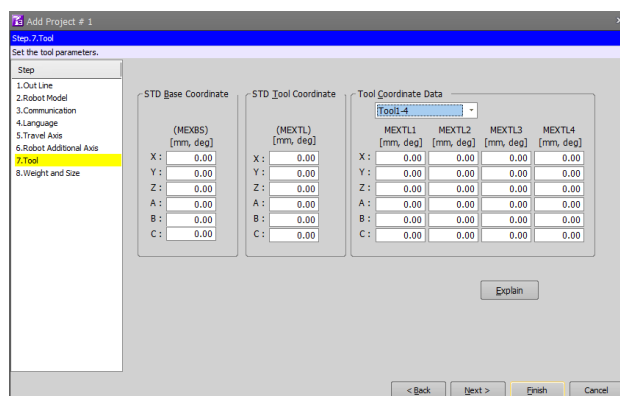 Add Project # 1
Step.7.Tool
Set the tool parameters.
Step
1.Out Line
2.Robot Model
3.Communication
4.Language
5.Travel Axis
6.Robot Additional Axis
7.Tool
8.Weight and Size
STD Base Coordinate
(MEXBS)
[mm, deg]
X : 0.00
Y : 0.00
Z : 0.00
A : 0.00
B : 0.00
C : 0.00
STD Tool Coordinate
(MEXTL)
[mm, deg]
X : 0.00
Y : 0.00
Z : 0.00
A : 0.00
B : 0.00
C : 0.00
Tool Coordinate Data
Tool1-4
MEXTL1 MEXTL2 MEXTL3 MEXTL4
[mm, deg] [mm, deg] [mm, deg] [mm, deg]
X : 0.00 0.00 0.00 0.00
Y : 0.00 0.00 0.00 0.00
Z : 0.00 0.00 0.00 0.00
A : 0.00 0.00 0.00 0.00
B : 0.00 0.00 0.00 0.00
C : 0.00 0.00 0.00 0.00
Explain
< Back Next > Finish Cancel